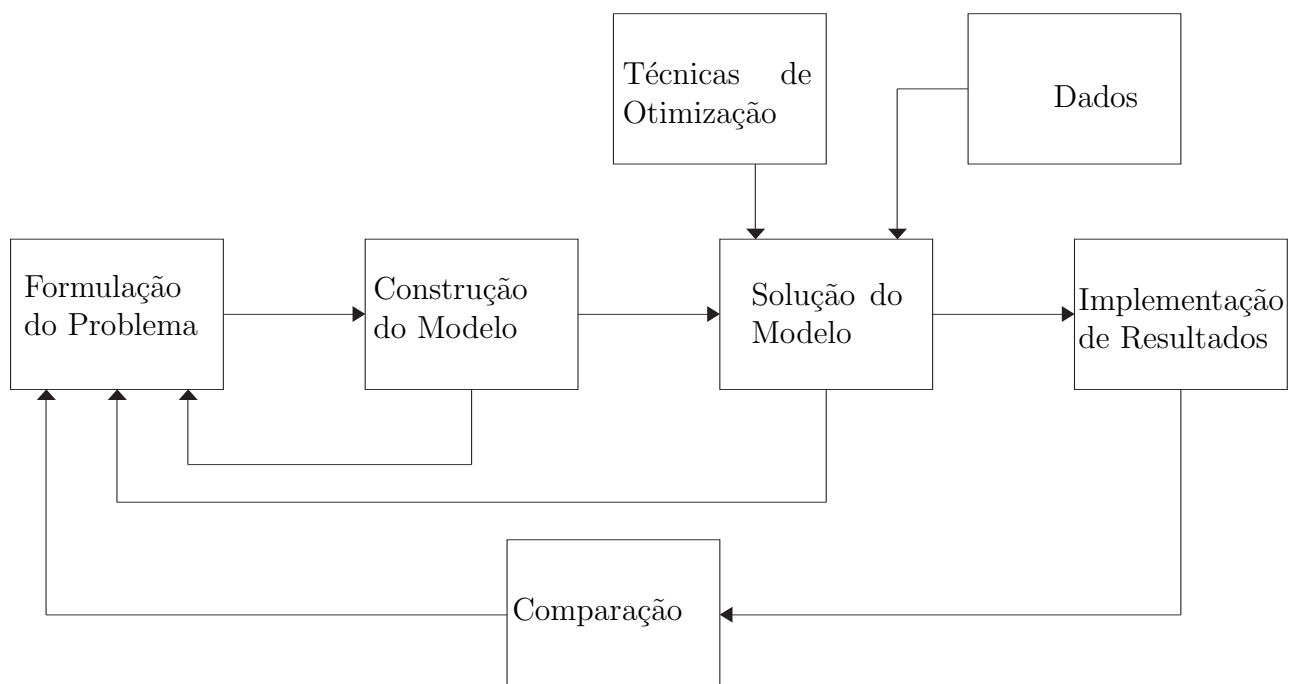 Técnicas de
Otimização
Dados
Formulação
do Problema
Construção
do Modelo
Solução do
Modelo
Implementação
de Resultados
Comparação